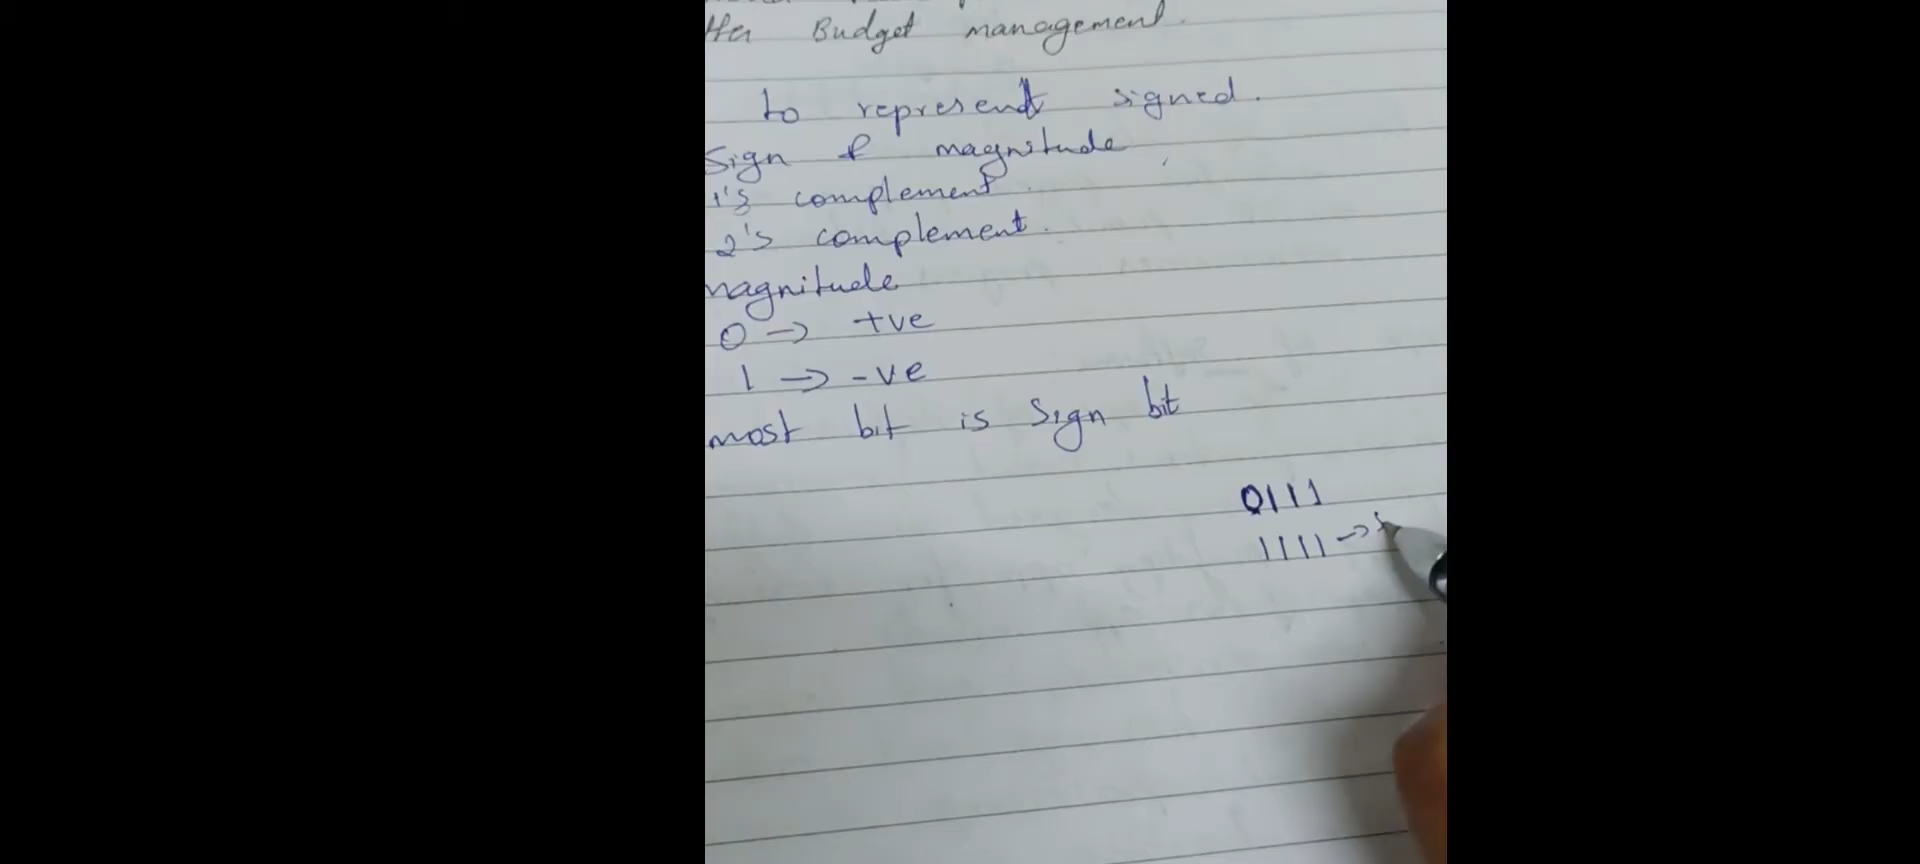 Budget management.
to represent signed.
Sign & magnitude
1's complement.
2's complement.
magnitude
0 → +ve
1 → -ve
most bit is Sign bit
0111
1111 →